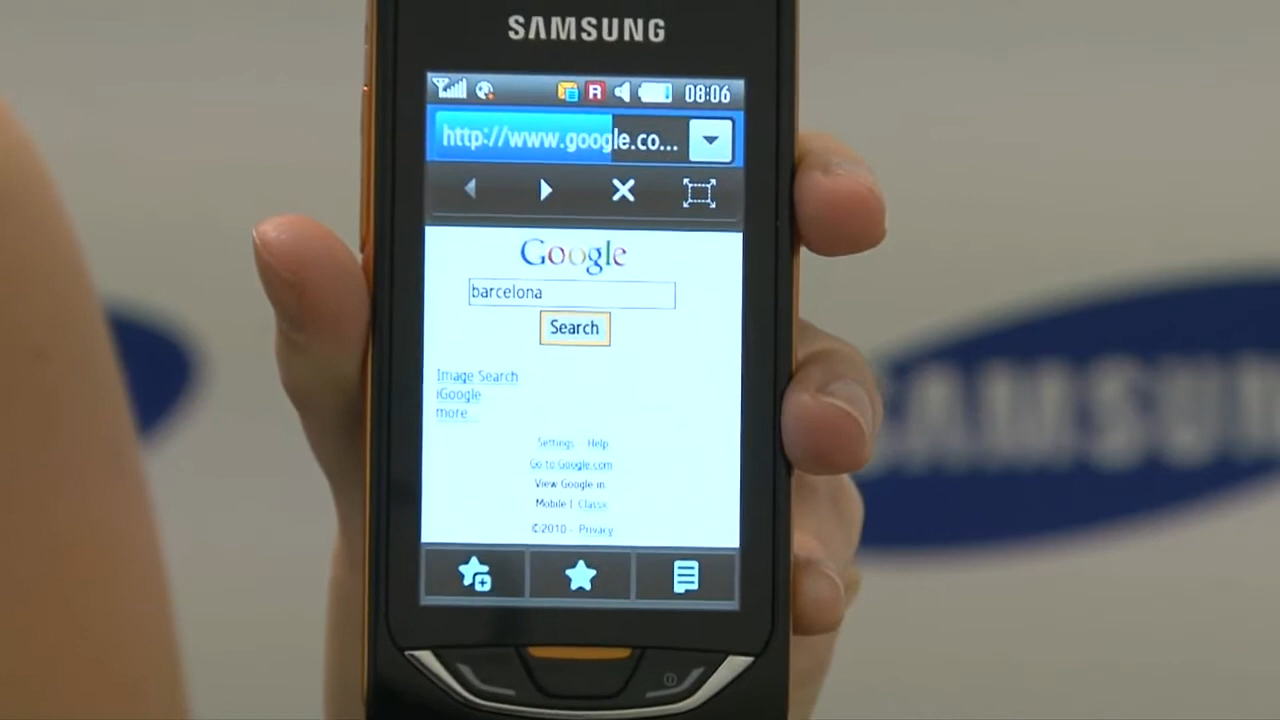 SAMSUNG
R 08:06
http://www.google.co...
Google
barcelona
Search
Image Search
iGoogle
more
Settings Help
Go to Google.com
View Google in
Mobile | Classic
©2010 - Privacy
SAMSUN